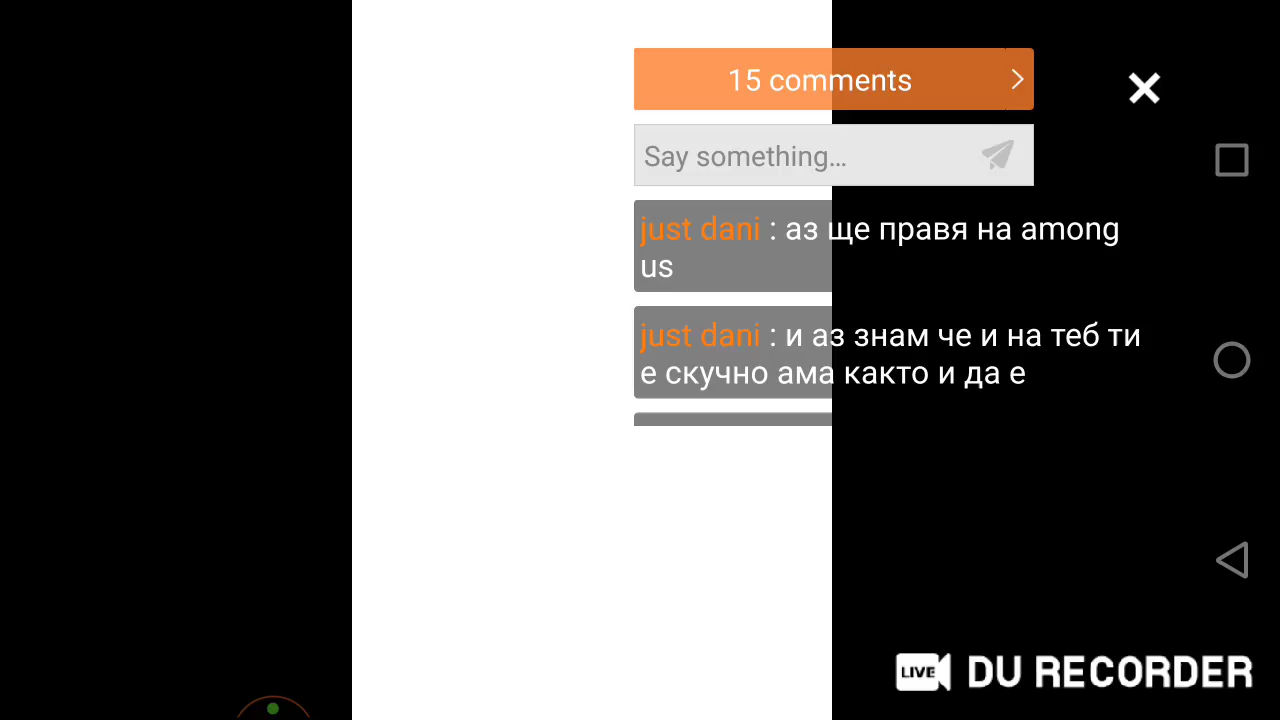 15 comments
Say something...
just dani : аз ще правя на among
us
just dani : и аз знам че и на теб ти
е скучно ама както и да е
LIVE DU RECORDER